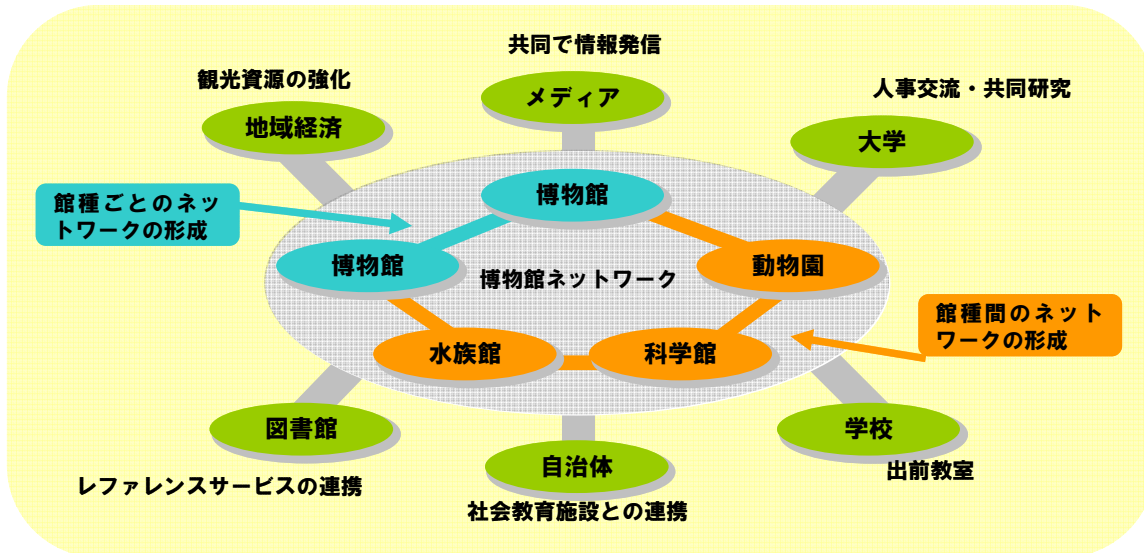 共同で情報発信
メディア
観光資源の強化
地域経済
人事交流・共同研究
大学
館種ごとのネッ
トワークの形成
博物館
博物館
動物園
博物館ネットワーク
館種間のネット
ワークの形成
水族館
科学館
図書館
レファレンスサービスの連携
自治体
社会教育施設との連携
学校
出前教室